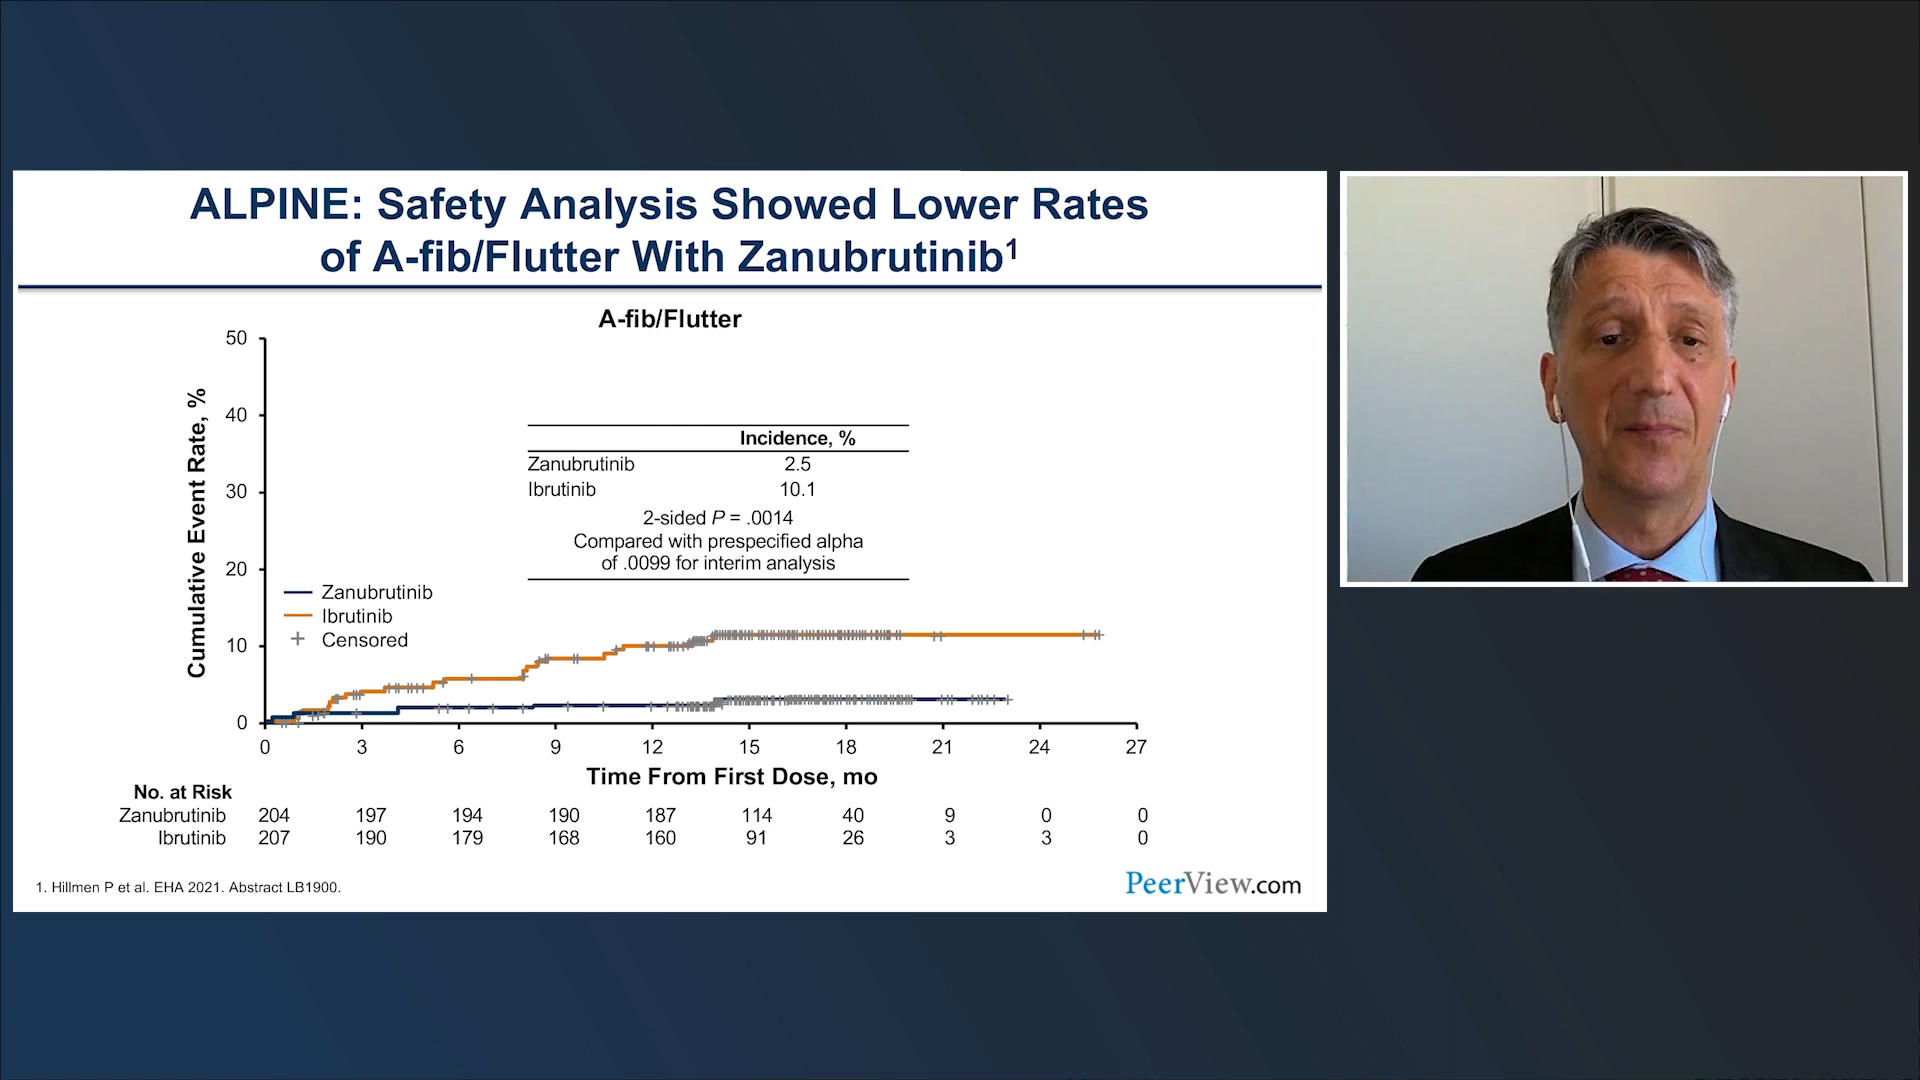 ALPINE: Safety Analysis Showed Lower Rates
of A-fib/Flutter With Zanubrutinib¹
A-fib/Flutter
Cumulative Event Rate, %
50
40
30
20
10
0
Incidence, %
Zanubrutinib 2.5
Ibrutinib 10.1
2-sided P = .0014
Compared with prespecified alpha
of .0099 for interim analysis
Zanubrutinib
Ibrutinib
Censored
0 3 6 9 12 15 18 21 24 27
Time From First Dose, mo
No. at Risk
Zanubrutinib 204 197 194 190 187 114 40 9 0 0
Ibrutinib 207 190 179 168 160 91 26 3 3 0
1. Hillmen P et al. EHA 2021. Abstract LB1900.
PeerView.com